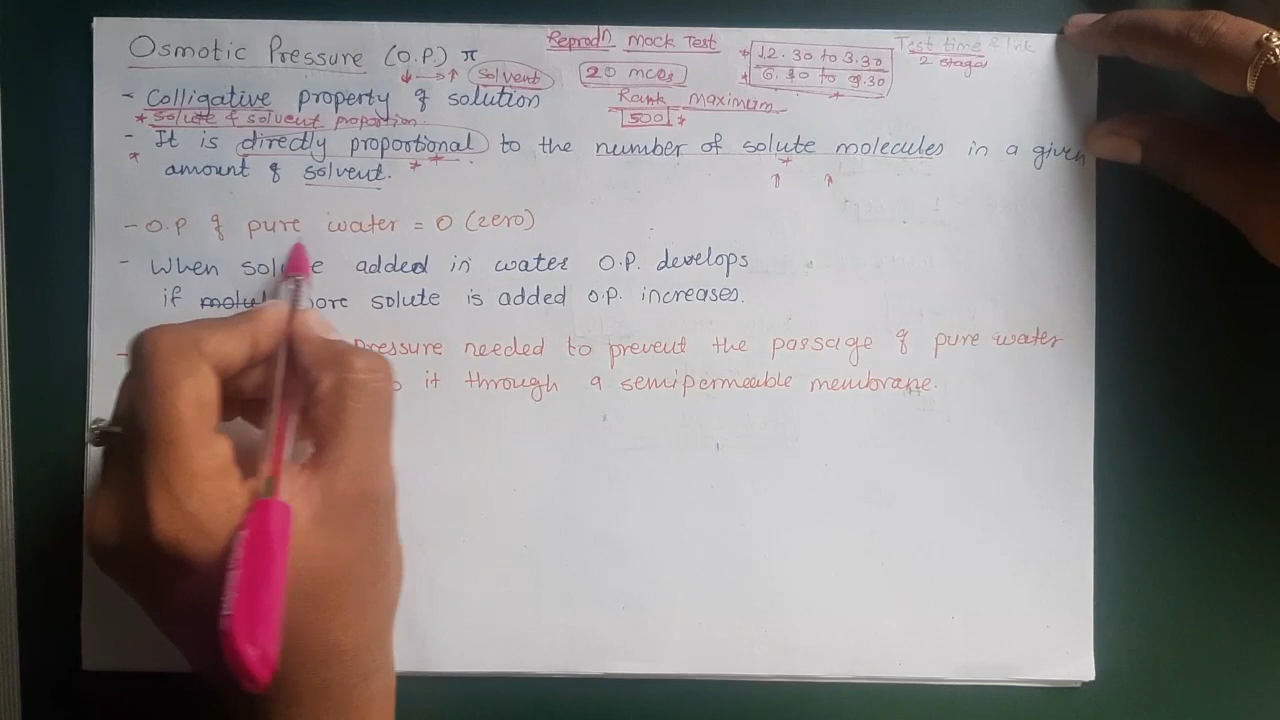 Osmotic Pressure (O.P.) π
Solvent
Reprodⁿ Mock Test
20 mcqs
* 12.30 to 3.30
* 6.30 to 9.30
Test time & Ink
2 stages
Rank maximum
500 *
- Colligative property of solution
* Solute & solvent proportion.
- It is directly proportional to the number of solute molecules in a given
amount of solvent.
- O.P of pure water = 0 (zero)
- When solute added in water O.P. develops
if more solute is added O.P. increases.
- Pressure needed to prevent the passage of pure water
it through a semipermeable membrane.